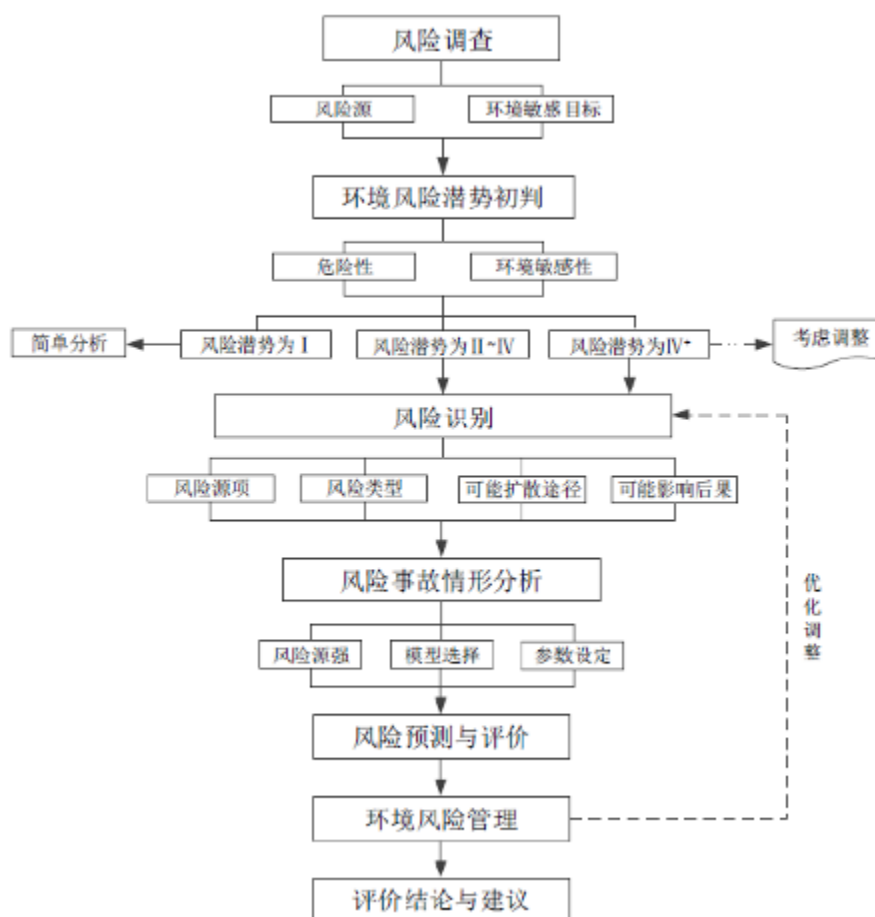 风险调查
风险源
环境敏感目标
环境风险潜势初判
危险性
环境敏感性
简单分析
风险潜势为Ⅰ
风险潜势为Ⅱ~Ⅳ
风险潜势为Ⅳ⁺
考虑调整
风险识别
风险源项
风险类型
可能扩散途径
可能影响后果
风险事故情形分析
优化调整
风险源强
模型选择
参数设定
风险预测与评价
环境风险管理
评价结论与建议